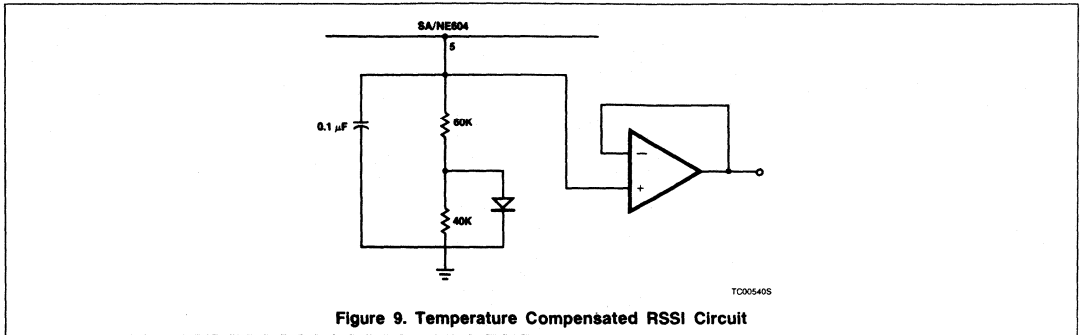 SA/NE604
5
0.1 µF
60K
40K
−
+
TC00540S
Figure 9. Temperature Compensated RSSI Circuit